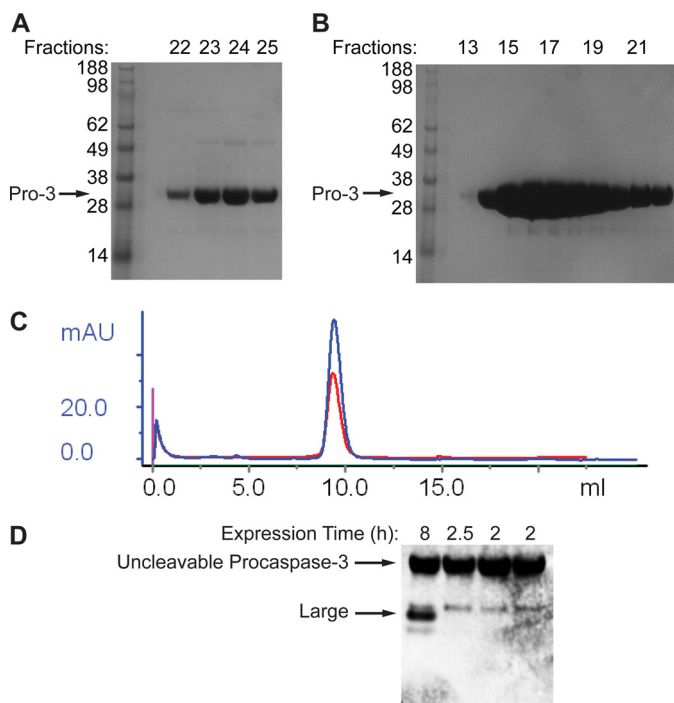 A
Fractions: 22 23 24 25
188
98
62
49
38
Pro-3
28
14
B
Fractions: 13 15 17 19 21
188
98
62
49
38
Pro-3
28
14
C
mAU
20.0
0.0
0.0 5.0 10.0 15.0 ml
D
Expression Time (h): 8 2.5 2 2
Uncleavable Procaspase-3
Large